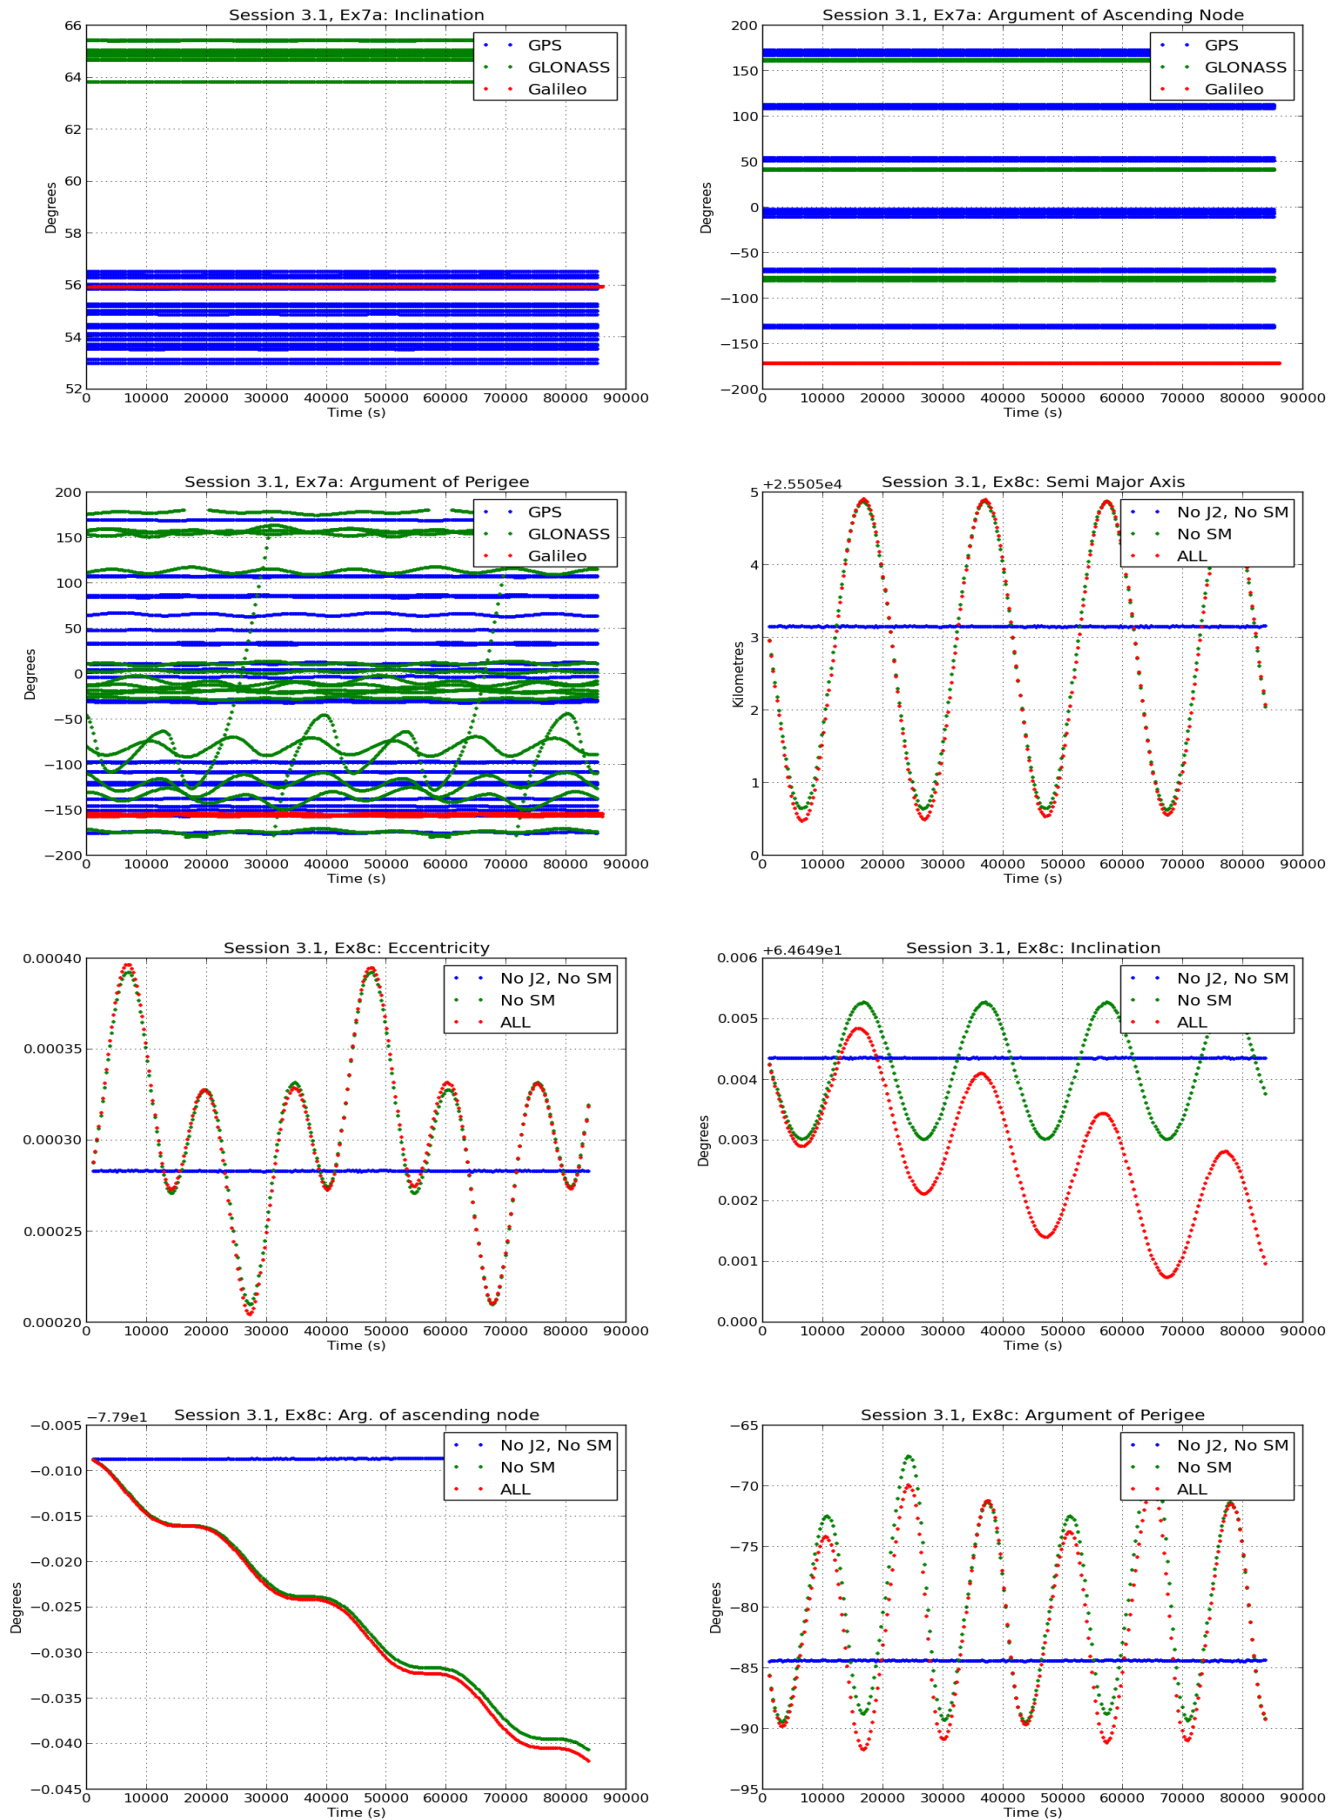 Session 3.1, Ex7a: Inclination
66
64
62
60
58
56
54
52
Degrees
GPS
GLONASS
Galileo
0 10000 20000 30000 40000 50000 60000 70000 80000 90000
Time (s)
Session 3.1, Ex7a: Argument of Ascending Node
200
150
100
50
0
−50
−100
−150
−200
Degrees
GPS
GLONASS
Galileo
0 10000 20000 30000 40000 50000 60000 70000 80000 90000
Time (s)
Session 3.1, Ex7a: Argument of Perigee
200
150
100
50
0
−50
−100
−150
−200
Degrees
GPS
GLONASS
Galileo
0 10000 20000 30000 40000 50000 60000 70000 80000 90000
Time (s)
+2.5505e4 Session 3.1, Ex8c: Semi Major Axis
5
4
3
2
1
0
Kilometres
No J2, No SM
No SM
ALL
0 10000 20000 30000 40000 50000 60000 70000 80000 90000
Time (s)
Session 3.1, Ex8c: Eccentricity
0.00040
0.00035
0.00030
0.00025
0.00020
No J2, No SM
No SM
ALL
0 10000 20000 30000 40000 50000 60000 70000 80000 90000
Time (s)
+6.4649e1 Session 3.1, Ex8c: Inclination
0.006
0.005
0.004
0.003
0.002
0.001
0.000
Degrees
No J2, No SM
No SM
ALL
0 10000 20000 30000 40000 50000 60000 70000 80000 90000
Time (s)
−7.79e1 Session 3.1, Ex8c: Arg. of ascending node
−0.005
−0.010
−0.015
−0.020
−0.025
−0.030
−0.035
−0.040
−0.045
Degrees
No J2, No SM
No SM
ALL
0 10000 20000 30000 40000 50000 60000 70000 80000 90000
Time (s)
Session 3.1, Ex8c: Argument of Perigee
−65
−70
−75
−80
−85
−90
−95
Degrees
No J2, No SM
No SM
ALL
0 10000 20000 30000 40000 50000 60000 70000 80000 90000
Time (s)